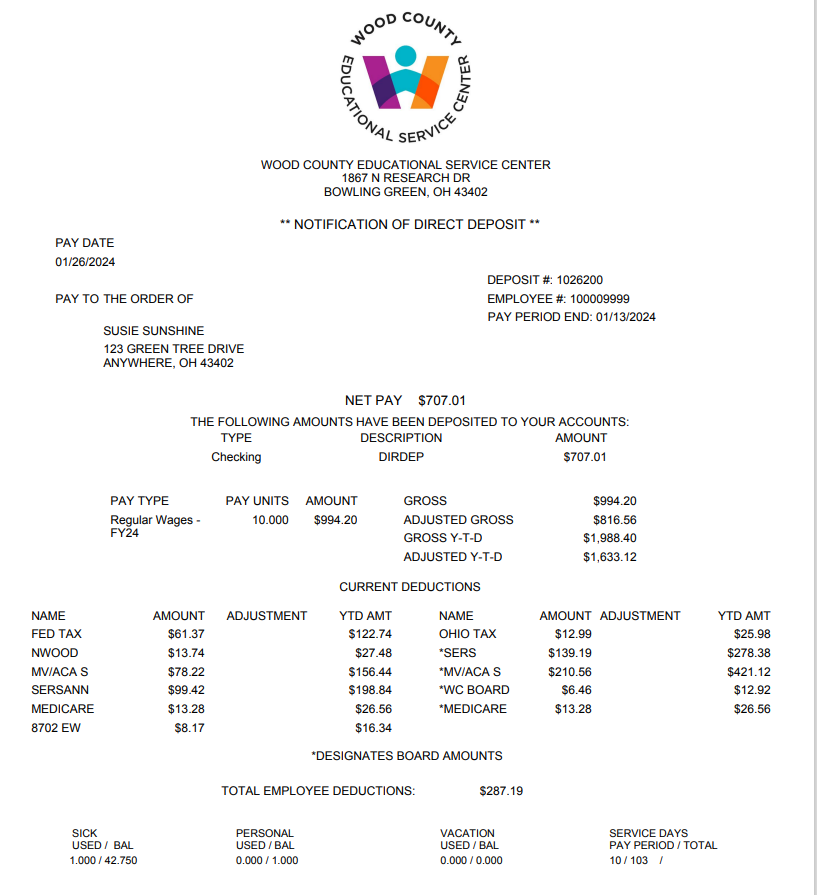 WOOD COUNTY
EDUCATIONAL SERVICE CENTER
WOOD COUNTY EDUCATIONAL SERVICE CENTER
1867 N RESEARCH DR
BOWLING GREEN, OH 43402
** NOTIFICATION OF DIRECT DEPOSIT **
PAY DATE
01/26/2024
DEPOSIT #: 1026200
PAY TO THE ORDER OF EMPLOYEE #: 100009999
PAY PERIOD END: 01/13/2024
SUSIE SUNSHINE
123 GREEN TREE DRIVE
ANYWHERE, OH 43402
NET PAY $707.01
THE FOLLOWING AMOUNTS HAVE BEEN DEPOSITED TO YOUR ACCOUNTS:
TYPE DESCRIPTION AMOUNT
Checking DIRDEP $707.01
PAY TYPE PAY UNITS AMOUNT GROSS $994.20
Regular Wages - 10.000 $994.20 ADJUSTED GROSS $816.56
FY24
GROSS Y-T-D $1,988.40
ADJUSTED Y-T-D $1,633.12
CURRENT DEDUCTIONS
NAME AMOUNT ADJUSTMENT YTD AMT NAME AMOUNT ADJUSTMENT YTD AMT
FED TAX $61.37 $122.74 OHIO TAX $12.99 $25.98
NWOOD $13.74 $27.48 *SERS $139.19 $278.38
MV/ACA S $78.22 $156.44 *MV/ACA S $210.56 $421.12
SERSANN $99.42 $198.84 *WC BOARD $6.46 $12.92
MEDICARE $13.28 $26.56 *MEDICARE $13.28 $26.56
8702 EW $8.17 $16.34
*DESIGNATES BOARD AMOUNTS
TOTAL EMPLOYEE DEDUCTIONS: $287.19
SICK PERSONAL VACATION SERVICE DAYS
USED / BAL USED / BAL USED / BAL PAY PERIOD / TOTAL
1.000 / 42.750 0.000 / 1.000 0.000 / 0.000 10 / 103 /